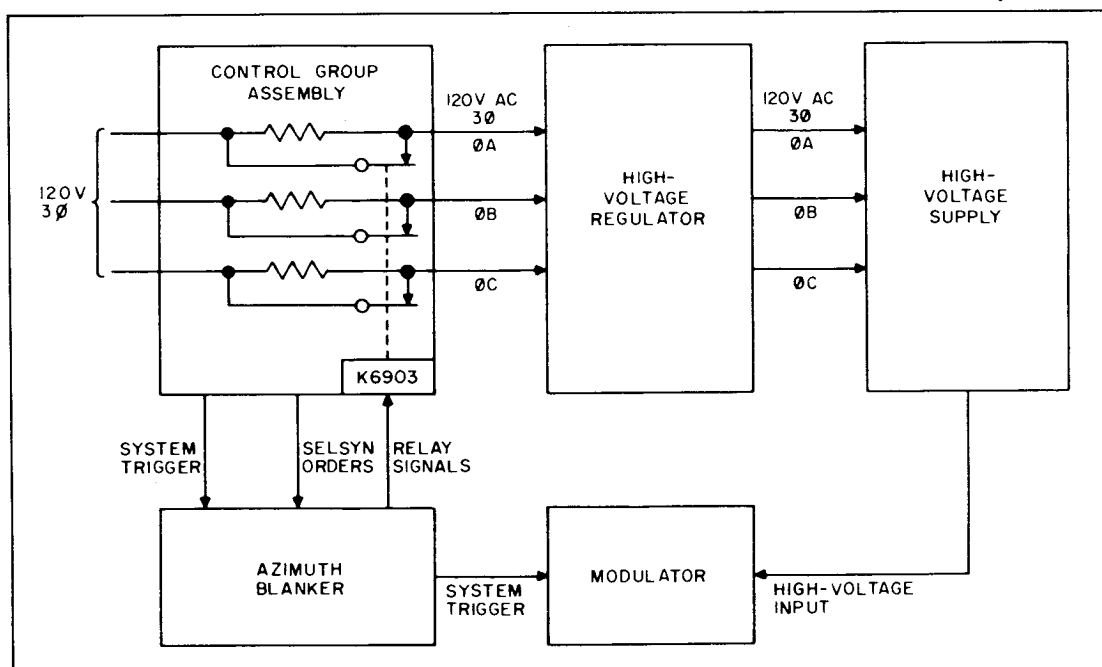 CONTROL GROUP
ASSEMBLY
120V
3Ø
120V AC
3Ø
ØA
ØB
ØC
HIGH-
VOLTAGE
REGULATOR
120V AC
3Ø
ØA
ØB
ØC
HIGH-
VOLTAGE
SUPPLY
K6903
SYSTEM
TRIGGER
SELSYN
ORDERS
RELAY
SIGNALS
AZIMUTH
BLANKER
SYSTEM
TRIGGER
MODULATOR
HIGH-VOLTAGE
INPUT